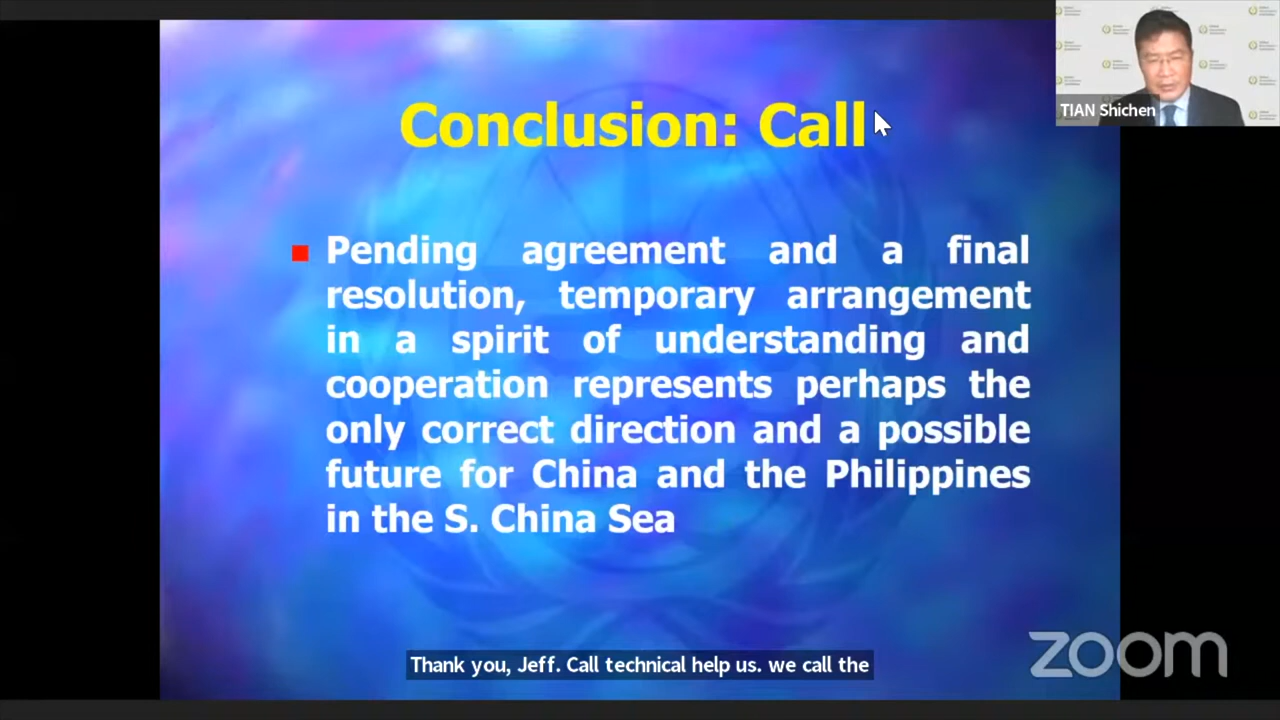 Conclusion: Call
Pending agreement and a final
resolution, temporary arrangement
in a spirit of understanding and
cooperation represents perhaps the
only correct direction and a possible
future for China and the Philippines
in the S. China Sea
TIAN Shichen
Thank you, Jeff. Call technical help us. we call the
zoom